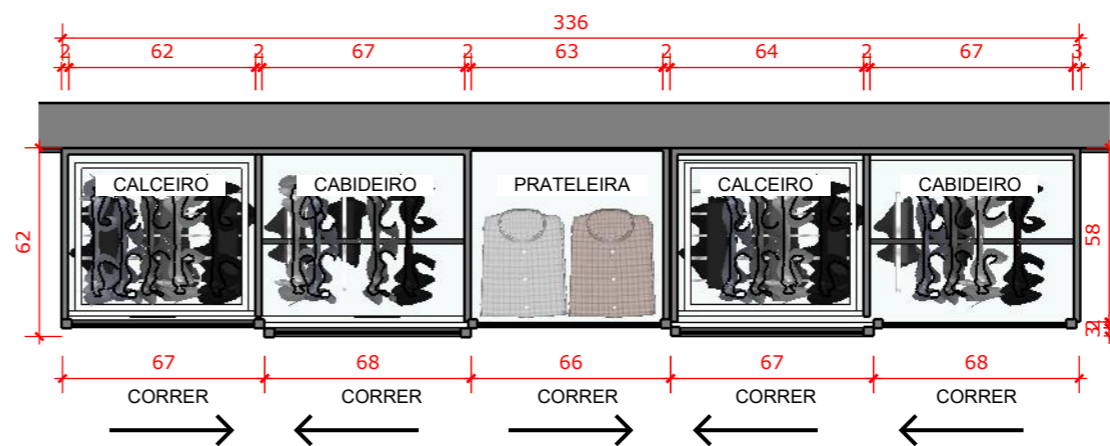 336
2 62 2 67 2 63 2 64 2 67 3
CALCEIRO CABIDEIRO PRATELEIRA CALCEIRO CABIDEIRO
62 58
67 68 66 67 68
CORRER CORRER CORRER CORRER CORRER